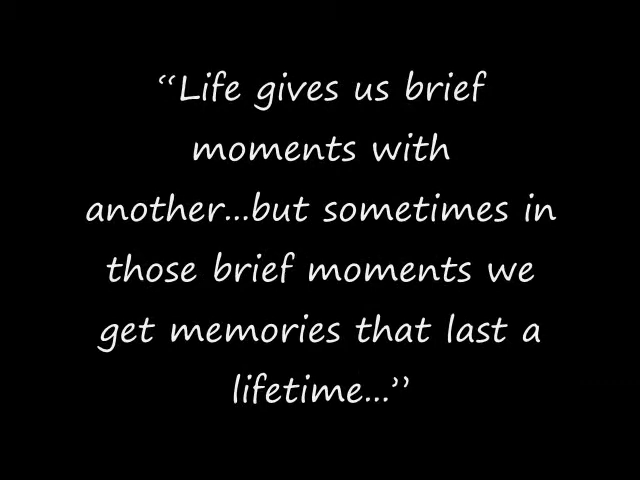 “Life gives us brief
moments with
another...but sometimes in
those brief moments we
get memories that last a
lifetime...”